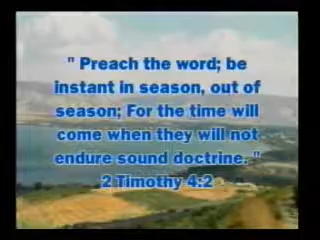 " Preach the word; be
instant in season, out of
season; For the time will
come when they will not
endure sound doctrine. "
2 Timothy 4:2